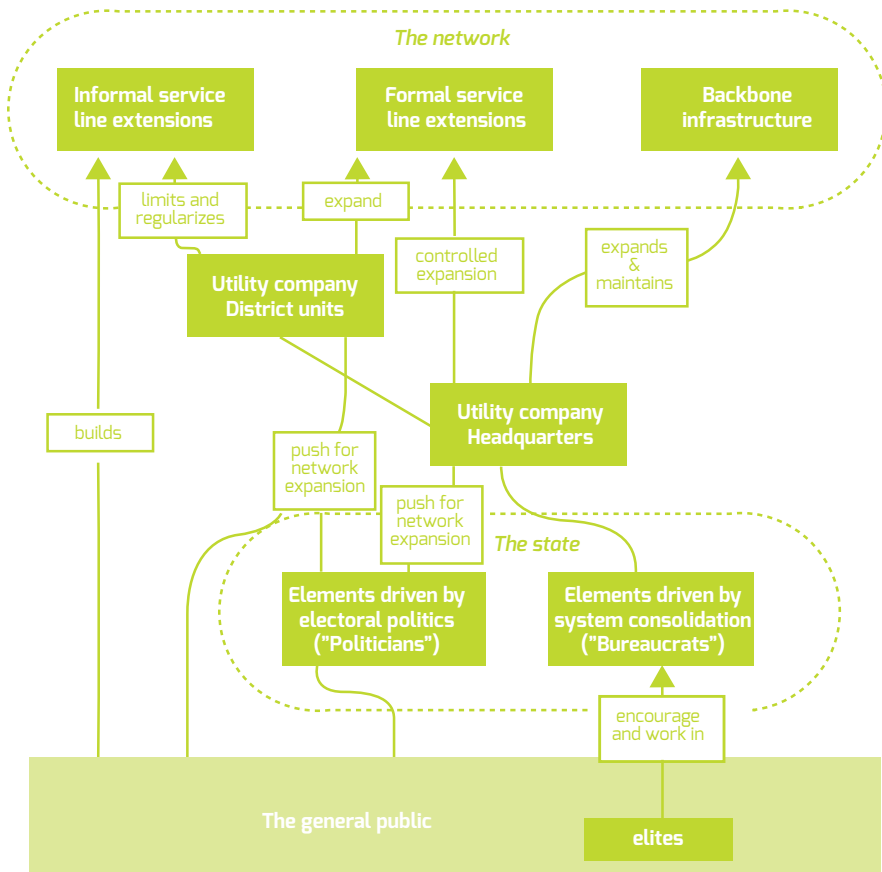 The network
Informal service
line extensions
Formal service
line extensions
Backbone
infrastructure
limits and
regularizes
expand
controlled
expansion
expands
&
maintains
Utility company
District units
Utility company
Headquarters
builds
push for
network
expansion
push for
network
expansion
The state
Elements driven by
electoral politics
(”Politicians”)
Elements driven by
system consolidation
(”Bureaucrats”)
encourage
and work in
The general public
elites